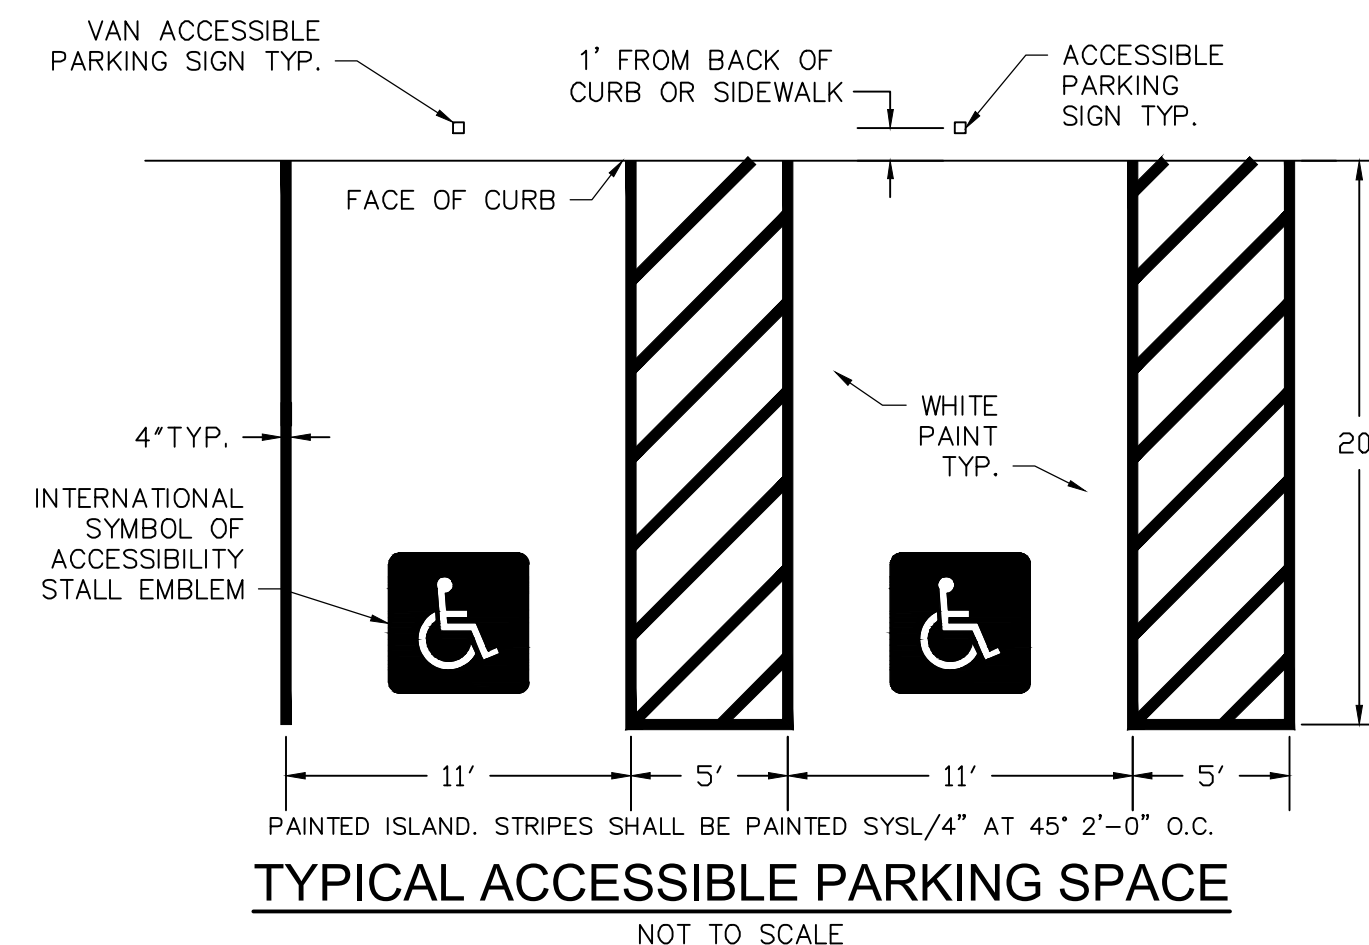 VAN ACCESSIBLE
PARKING SIGN TYP.
1' FROM BACK OF
CURB OR SIDEWALK
ACCESSIBLE
PARKING
SIGN TYP.
FACE OF CURB
WHITE
PAINT
TYP.
4" TYP.
20
INTERNATIONAL
SYMBOL OF
ACCESSIBILITY
STALL EMBLEM
11' 5' 11' 5'
PAINTED ISLAND. STRIPES SHALL BE PAINTED SYSL/4" AT 45° 2'-0" O.C.
TYPICAL ACCESSIBLE PARKING SPACE
NOT TO SCALE